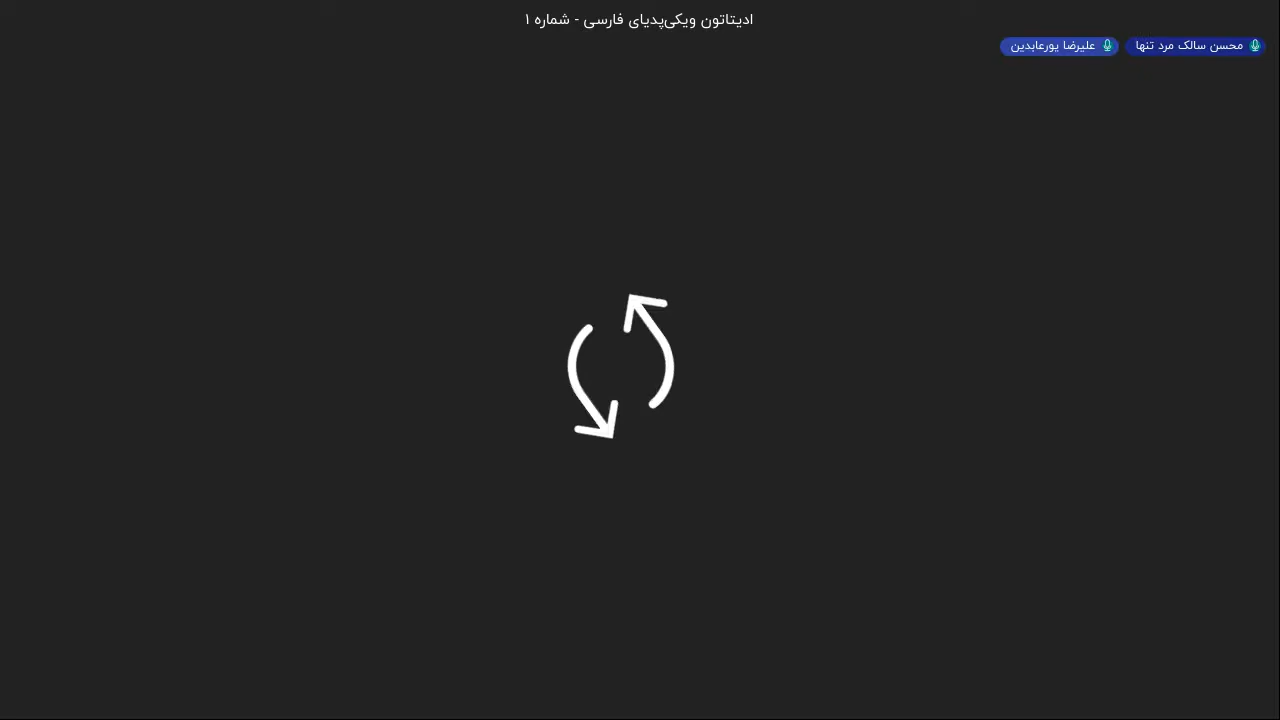 ادیتاتون ویکی‌پدیای فارسی - شماره ۱
محسن سالک مرد تنها
علیرضا پورعابدین